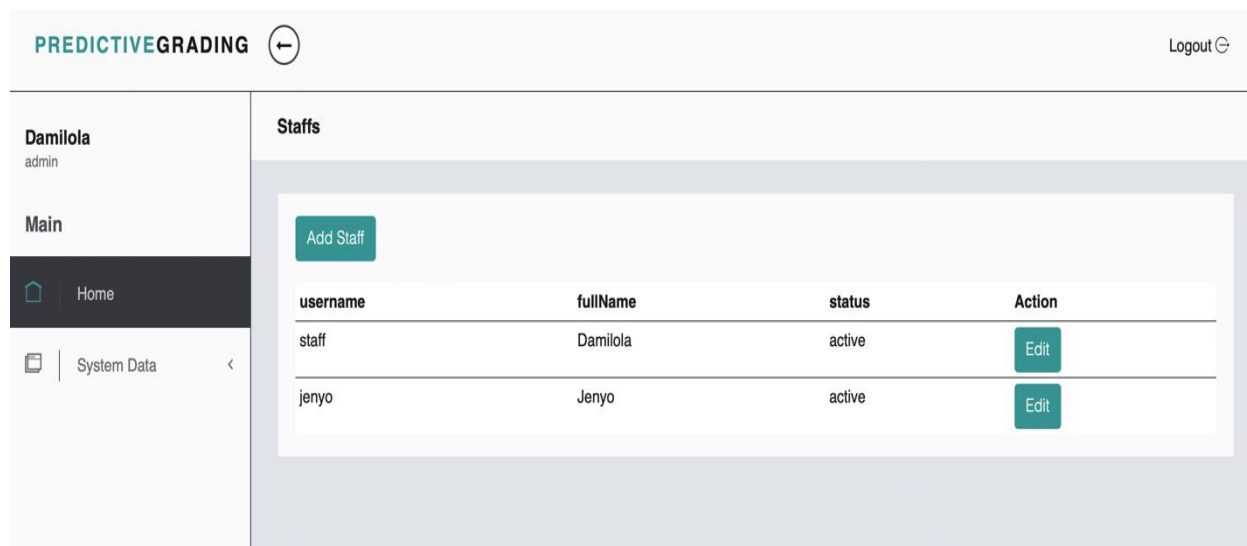 PREDICTIVEGRADING
Logout
Damilola
admin
Main
Home
System Data
Staffs
Add Staff
username fullName status Action
staff Damilola active Edit
jenyo Jenyo active Edit